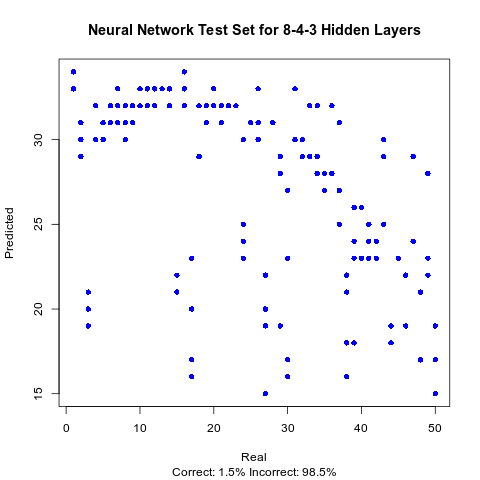 Neural Network Test Set for 8-4-3 Hidden Layers
Predicted
30
25
20
15
0 10 20 30 40 50
Real
Correct: 1.5% Incorrect: 98.5%